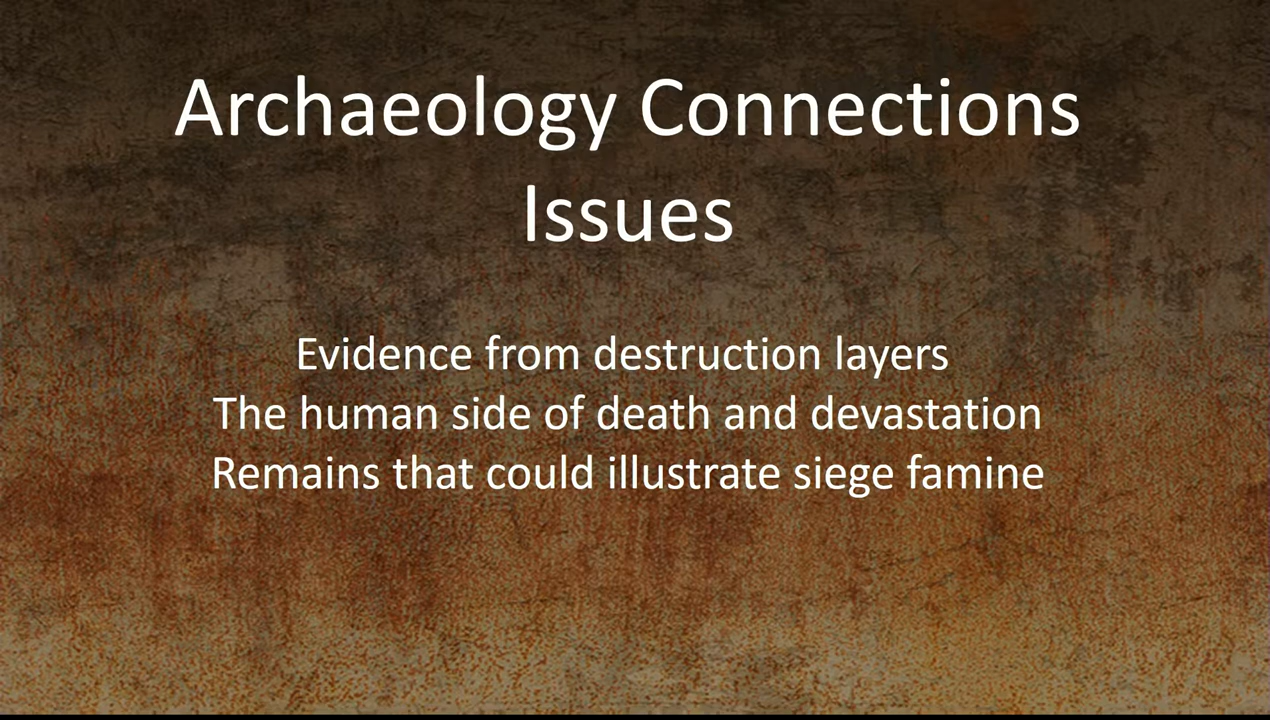 Archaeology Connections
Issues
Evidence from destruction layers
The human side of death and devastation
Remains that could illustrate siege famine